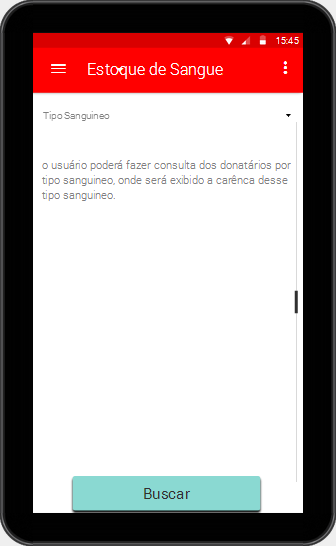 15:45
Estoque de Sangue
Tipo Sanguineo
o usuário poderá fazer consulta dos donatários por
tipo sanguineo, onde será exibido a carênca desse
tipo sanguineo.
Buscar